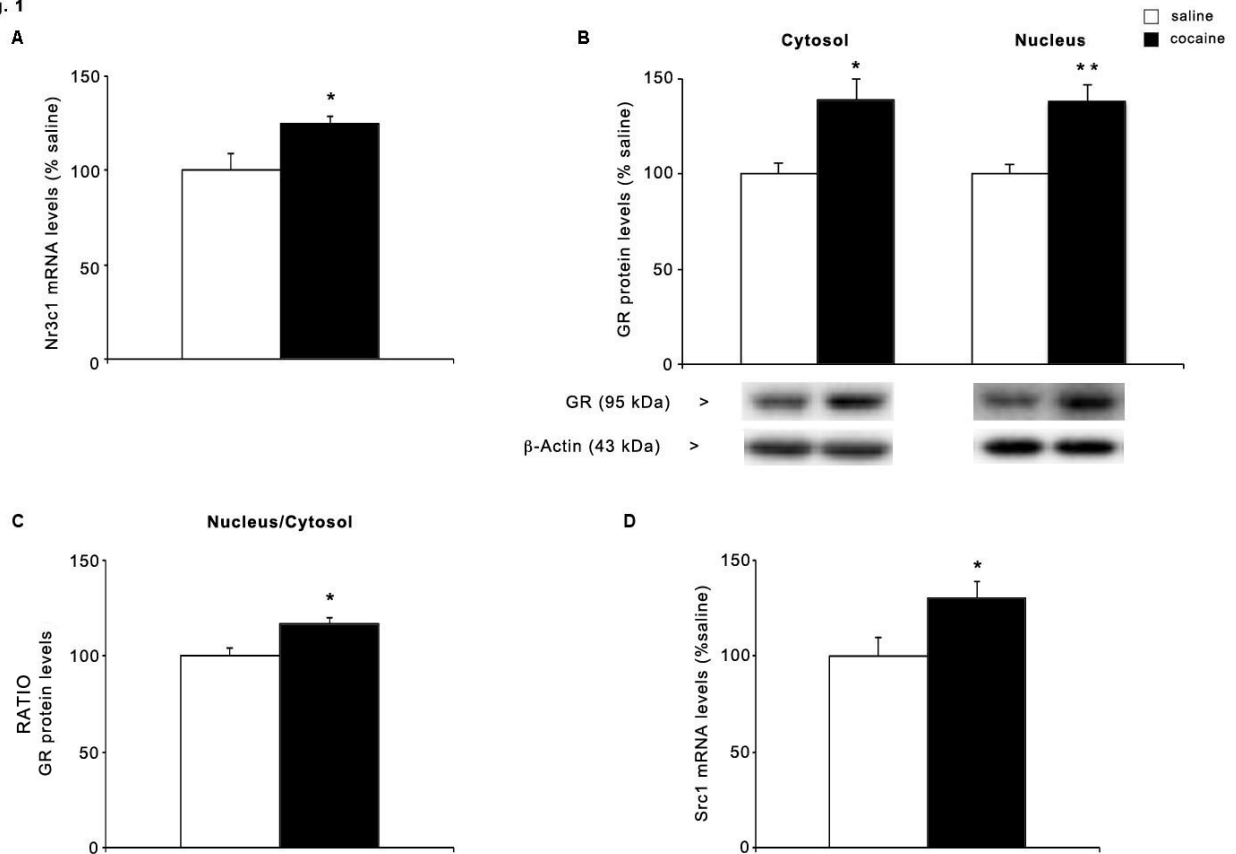 g. 1
saline
cocaine
A
Nr3c1 mRNA levels (% saline)
150
100
50
0
*
B
Cytosol
Nucleus
GR protein levels (% saline)
150
100
50
0
*
**
GR (95 kDa) >
β-Actin (43 kDa) >
C
Nucleus/Cytosol
RATIO
GR protein levels
150
100
50
0
*
D
Src1 mRNA levels (%saline)
150
100
50
0
*